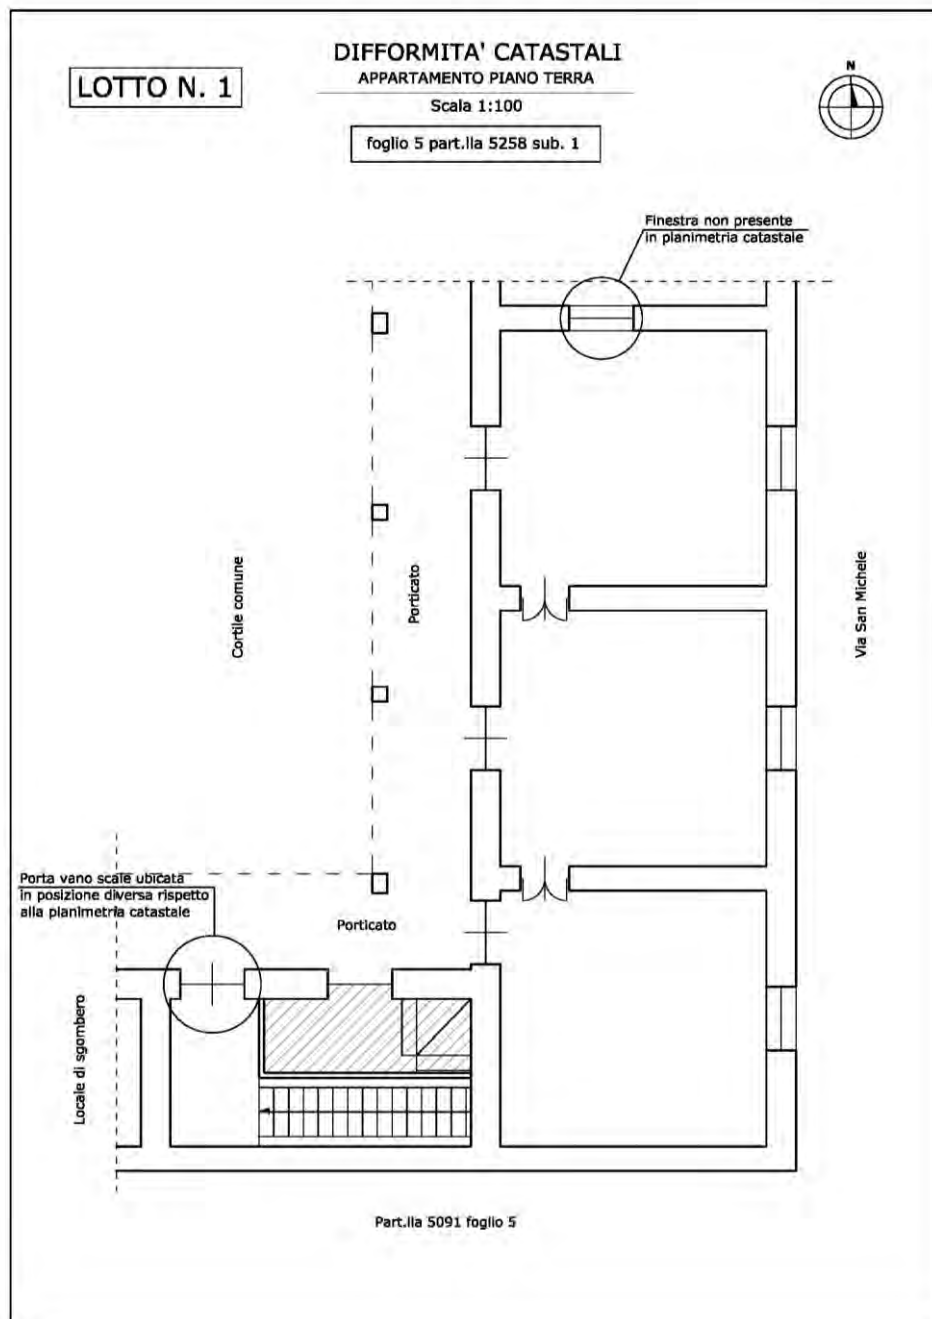 DIFFORMITA' CATASTALI
LOTTO N. 1
APPARTAMENTO PIANO TERRA
Scala 1:100
foglio 5 part.lla 5258 sub. 1
N
Finestra non presente
in planimetria catastale
Cortile comune
Porticato
Via San Michele
Porta vano scale ubicata
in posizione diversa rispetto
alla planimetria catastale
Porticato
Locale di sgombero
Part.lla 5091 foglio 5